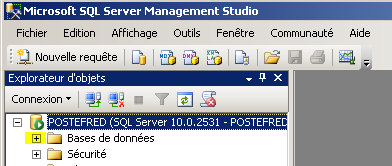 Microsoft SQL Server Management Studio
Fichier Edition Affichage Outils Fenêtre Communauté Aide
Nouvelle requête
Explorateur d'objets
Connexion
POSTEFRED (SQL Server 10.0.2531 - POSTEFRED
Bases de données
Sécurité